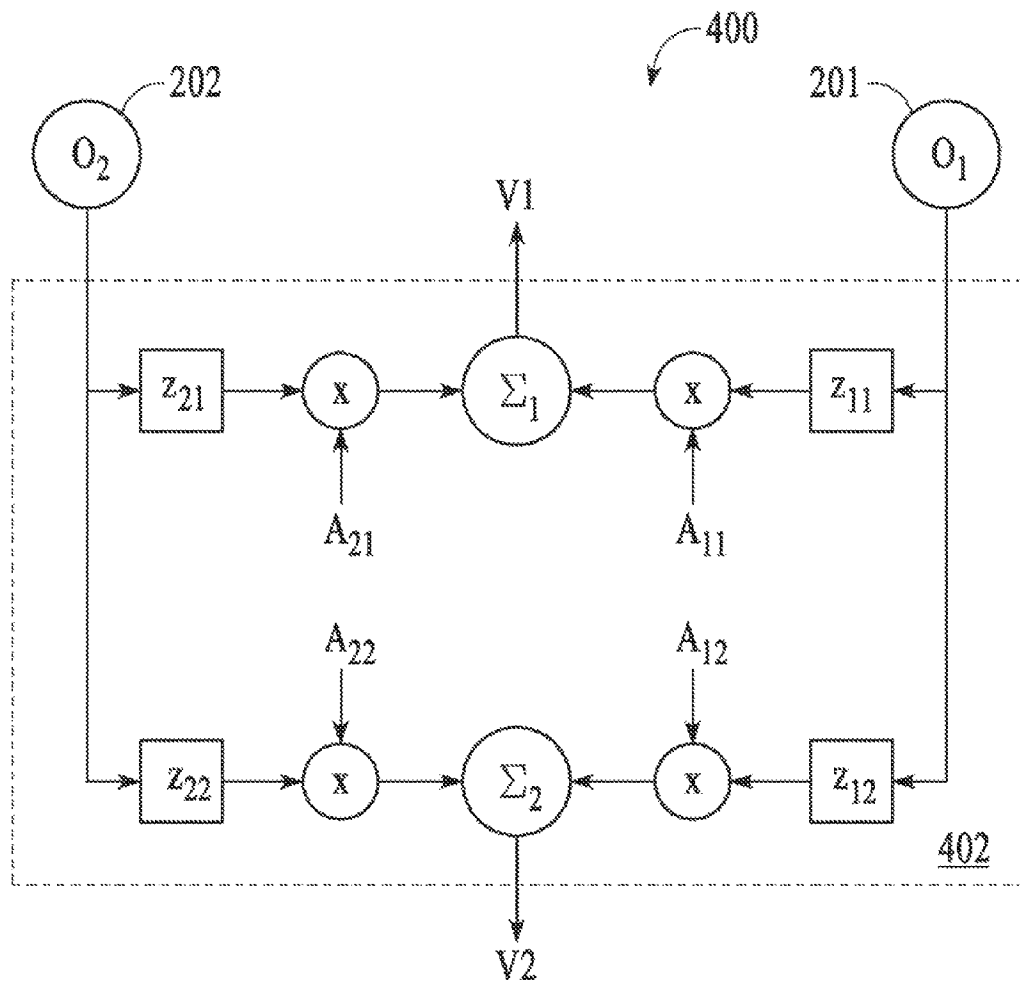 400
202
201
O₂
O₁
V1
z₂₁
x
Σ₁
x
z₁₁
A₂₁
A₁₁
A₂₂
A₁₂
z₂₂
x
Σ₂
x
z₁₂
402
V2